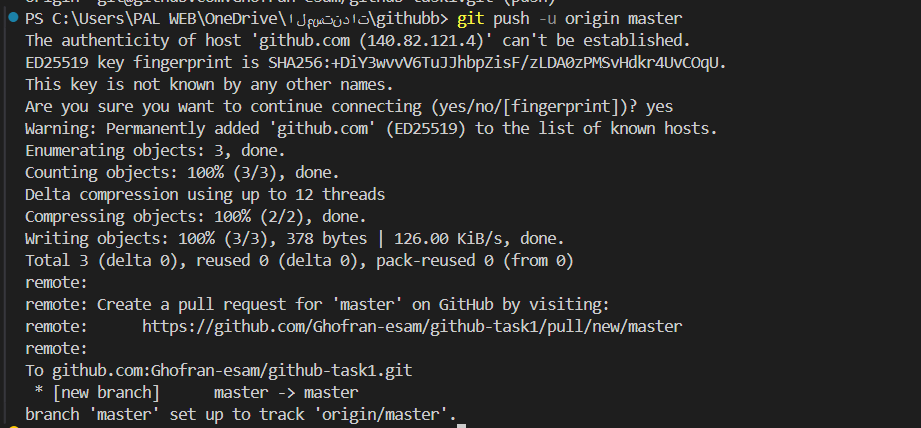 PS C:\Users\PAL WEB\OneDrive\المستندات\githubb> git push -u origin master
The authenticity of host 'github.com (140.82.121.4)' can't be established.
ED25519 key fingerprint is SHA256:+DiY3wvvV6TuJJhbpZisF/zLDA0zPMSvHdkr4UvCOqU.
This key is not known by any other names.
Are you sure you want to continue connecting (yes/no/[fingerprint])? yes
Warning: Permanently added 'github.com' (ED25519) to the list of known hosts.
Enumerating objects: 3, done.
Counting objects: 100% (3/3), done.
Delta compression using up to 12 threads
Compressing objects: 100% (2/2), done.
Writing objects: 100% (3/3), 378 bytes | 126.00 KiB/s, done.
Total 3 (delta 0), reused 0 (delta 0), pack-reused 0 (from 0)
remote:
remote: Create a pull request for 'master' on GitHub by visiting:
remote:      https://github.com/Ghofran-esam/github-task1/pull/new/master
remote:
To github.com:Ghofran-esam/github-task1.git
 * [new branch]      master -> master
branch 'master' set up to track 'origin/master'.